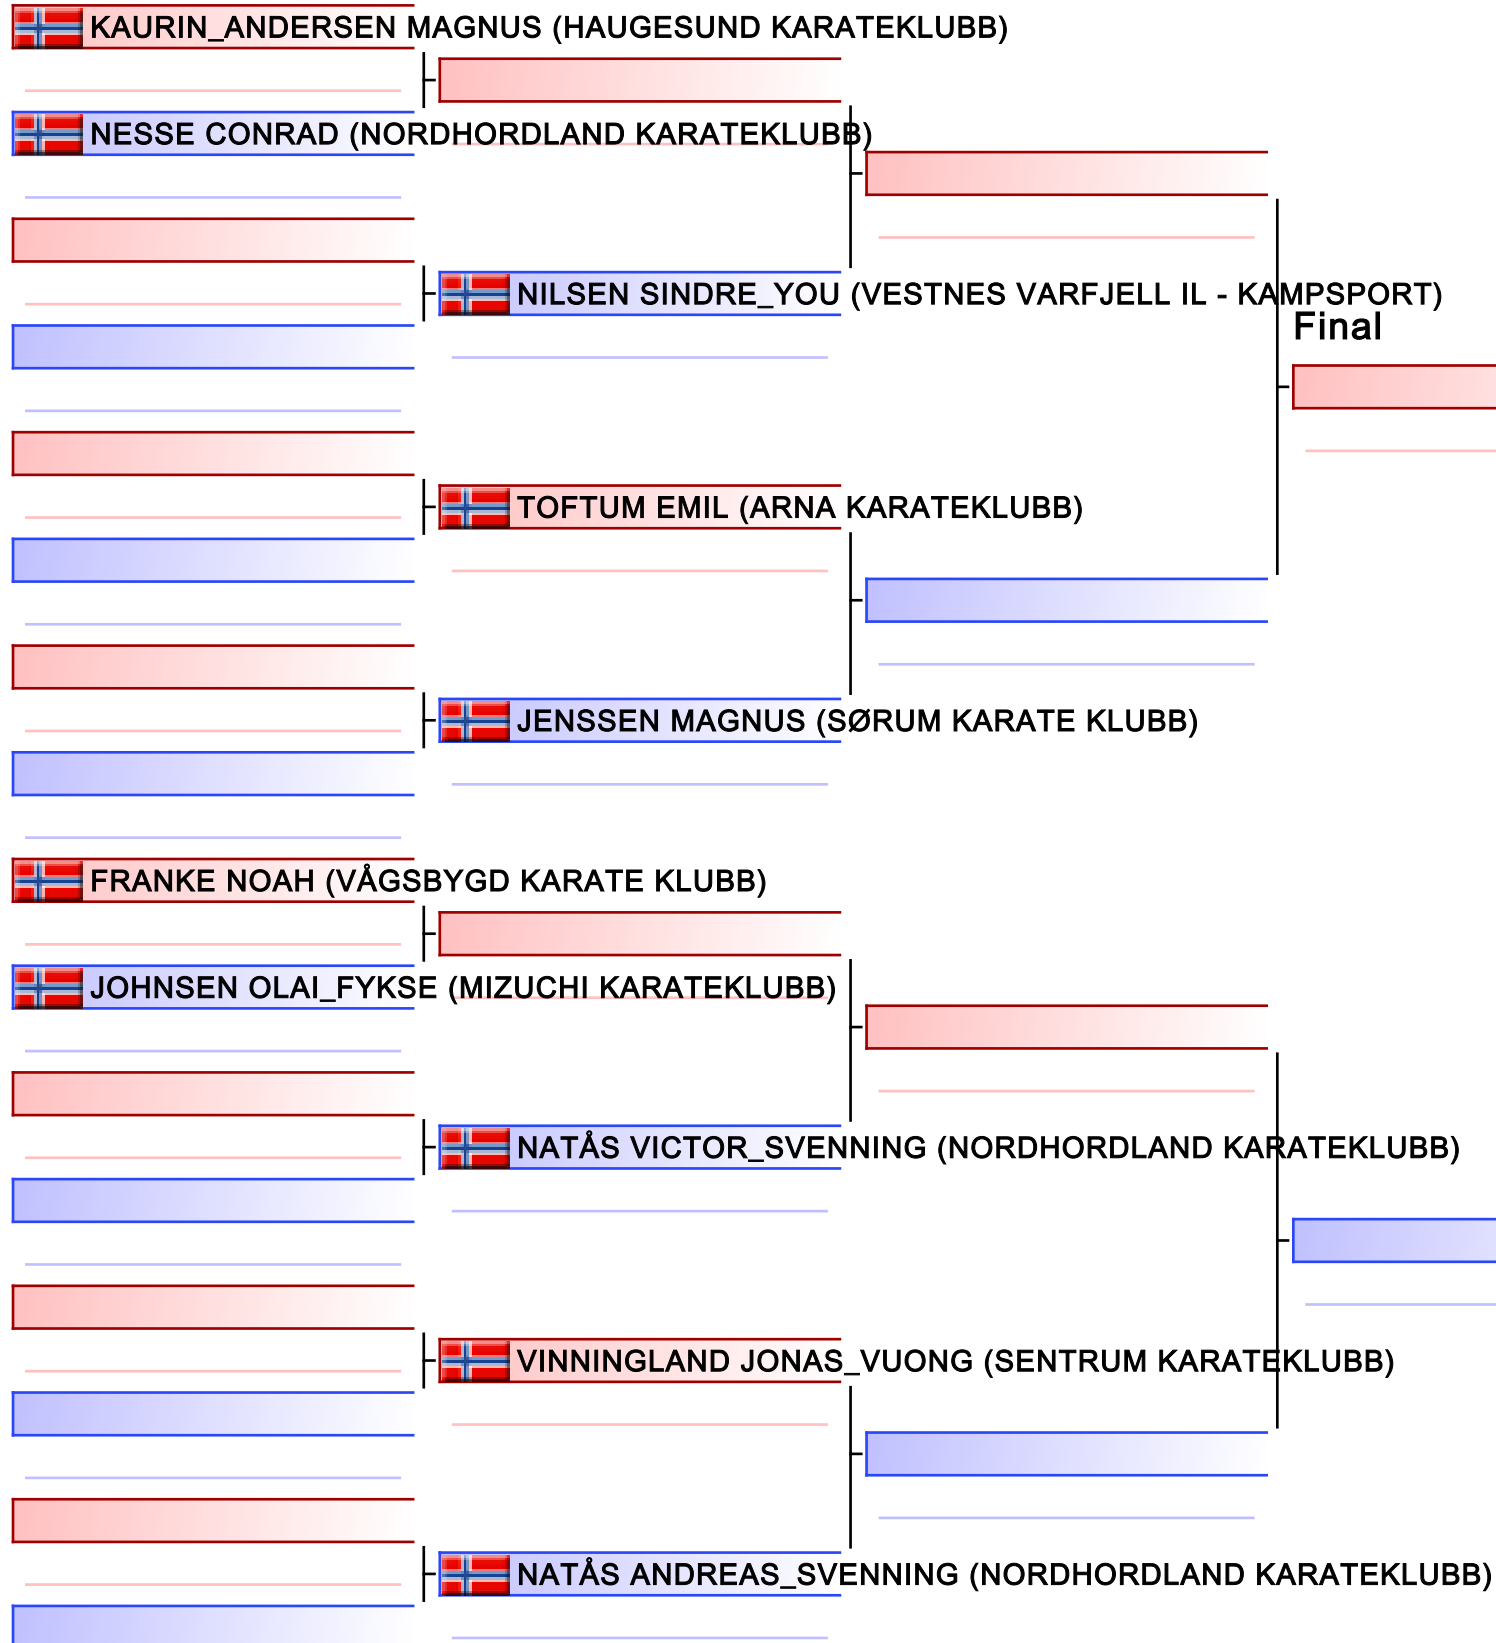 KAURIN_ANDERSEN MAGNUS (HAUGESUND KARATEKLUBB)
NESSE CONRAD (NORDHORDLAND KARATEKLUBB)
NILSEN SINDRE_YOU (VESTNES VARFJELL IL - KAMPSPORT)
Final
TOFTUM EMIL (ARNA KARATEKLUBB)
JENSSEN MAGNUS (SØRUM KARATE KLUBB)
FRANKE NOAH (VÅGSBYGD KARATE KLUBB)
JOHNSEN OLAI_FYKSE (MIZUCHI KARATEKLUBB)
NATÅS VICTOR_SVENNING (NORDHORDLAND KARATEKLUBB)
VINNINGLAND JONAS_VUONG (SENTRUM KARATEKLUBB)
NATÅS ANDREAS_SVENNING (NORDHORDLAND KARATEKLUBB)